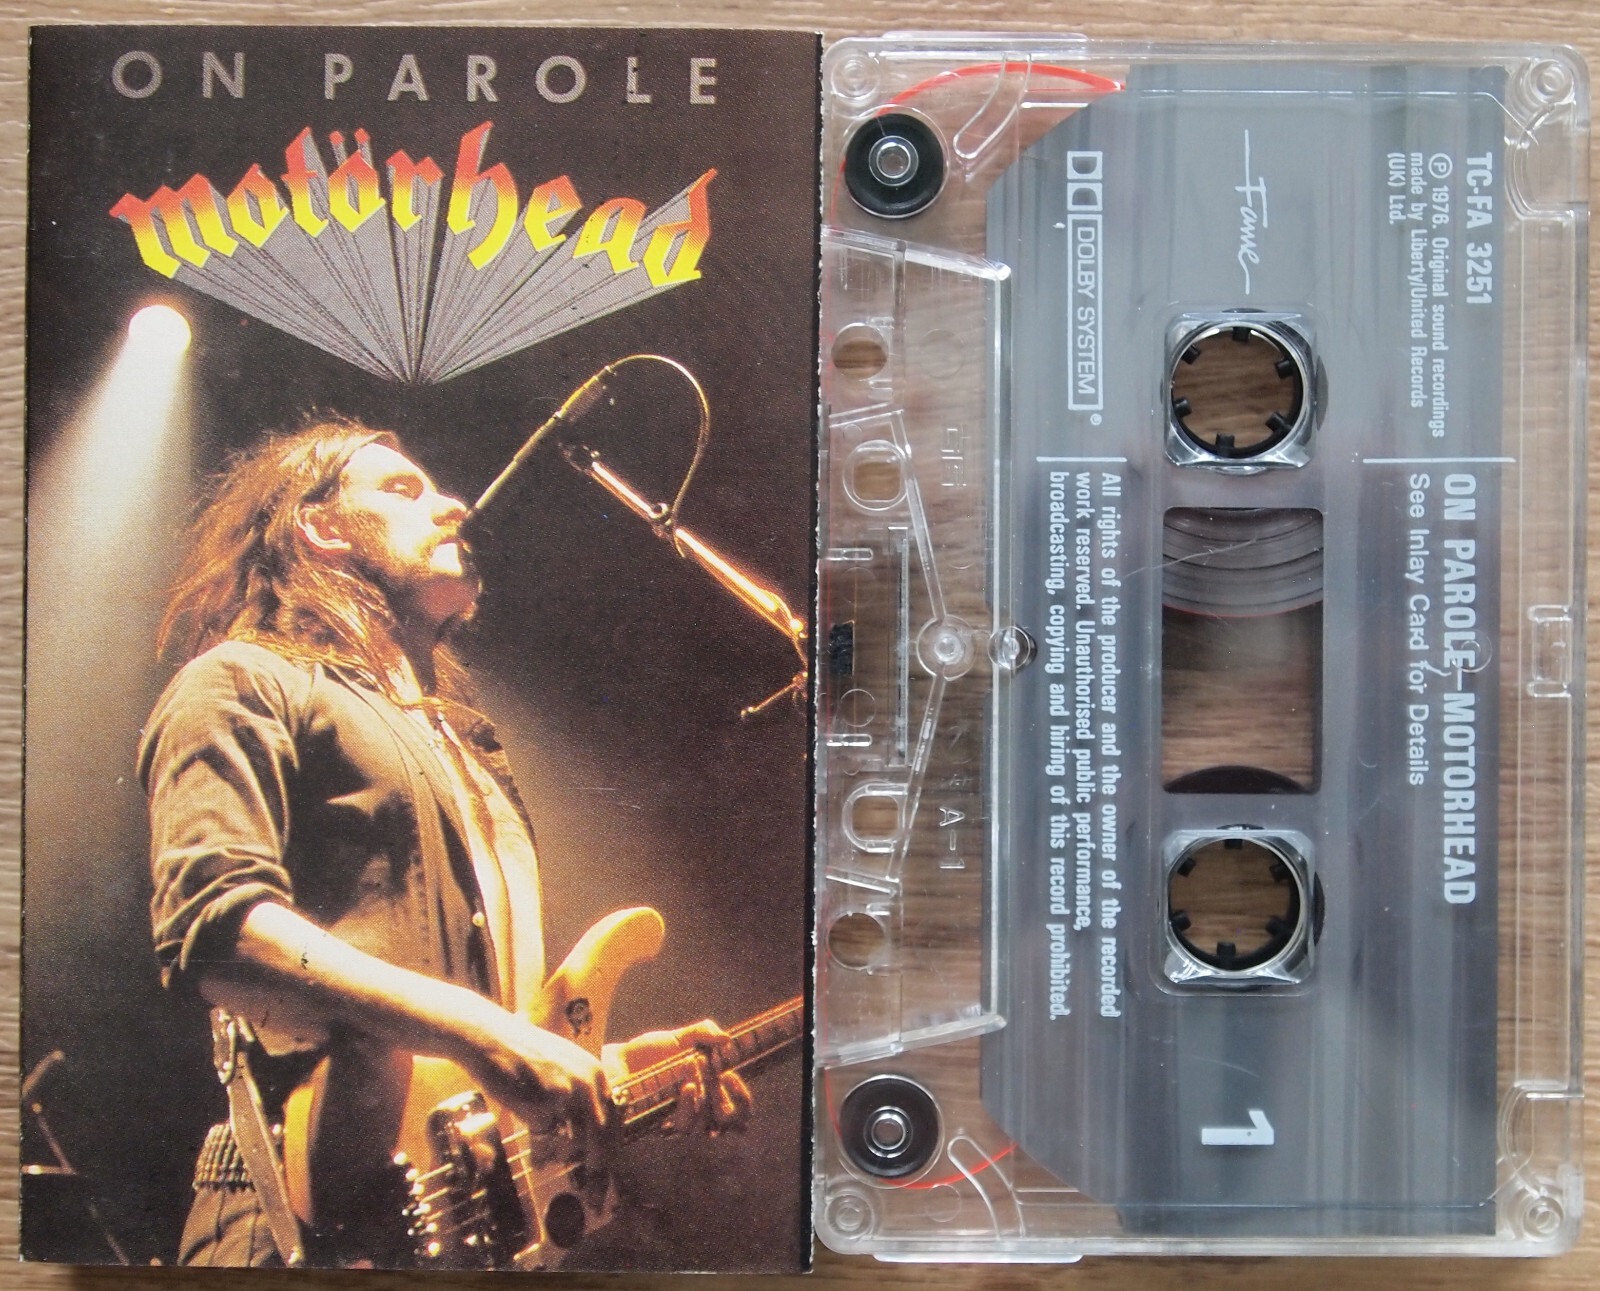 ON PAROLE
motörhead
TC-FA 3251
℗ 1976. Original sound recordings
made by Liberty/United Records
(UK) Ltd.
ON PAROLE–MOTORHEAD
See Inlay Card for Details
Fame
1
DOLBY SYSTEM®
All rights of the producer and the owner of the recorded
work reserved. Unauthorised public performance,
broadcasting, copying and hiring of this record prohibited.
A-1